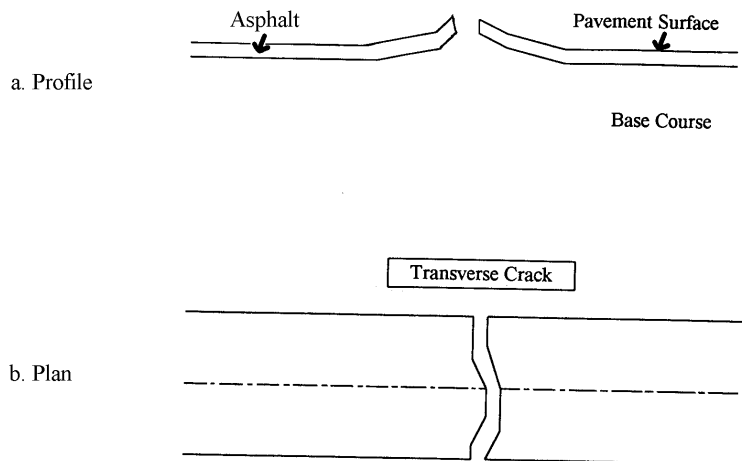 Asphalt
Pavement Surface
a. Profile
Base Course
Transverse Crack
b. Plan